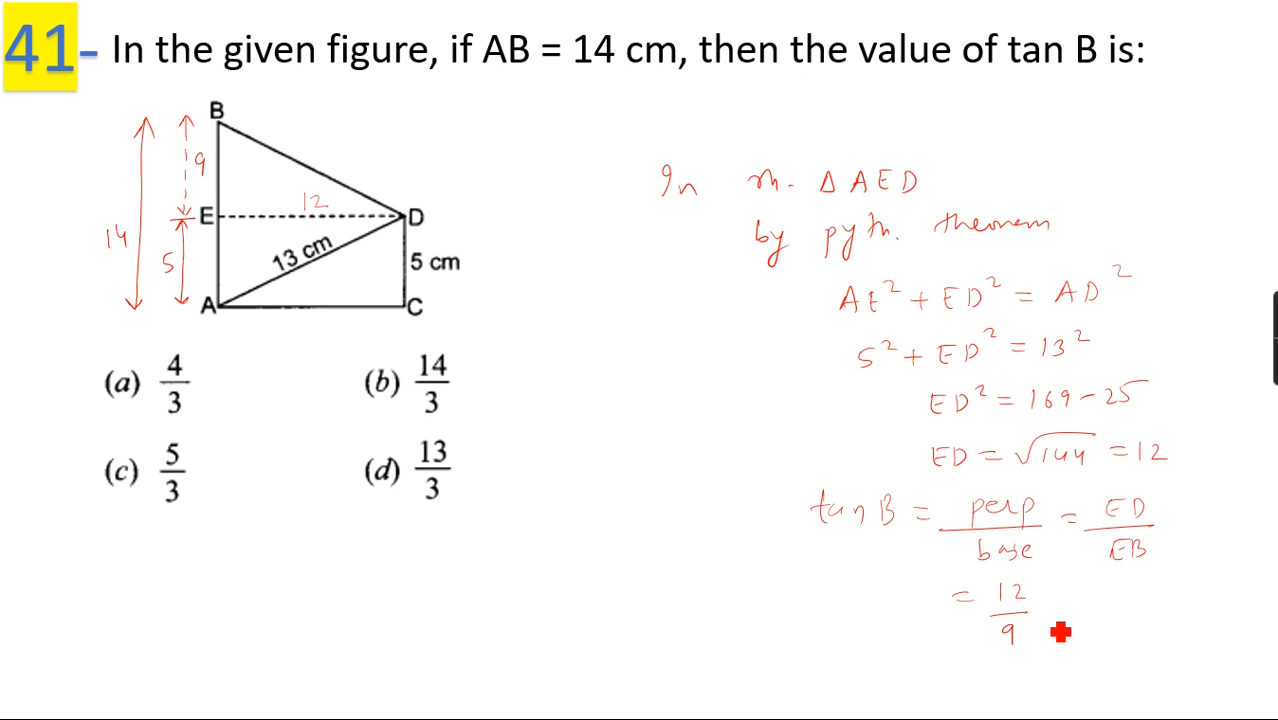 41- In the given figure, if AB = 14 cm, then the value of tan B is:
B
9
E
12
D
14
5
13 cm
5 cm
A
C
(a) 4/3
(b) 14/3
(c) 5/3
(d) 13/3
In rt. Δ AED
by pyth. theorem
AE² + ED² = AD²
5² + ED² = 13²
ED² = 169 - 25
ED = √144 = 12
tan B = perp/base = ED/EB
= 12/9